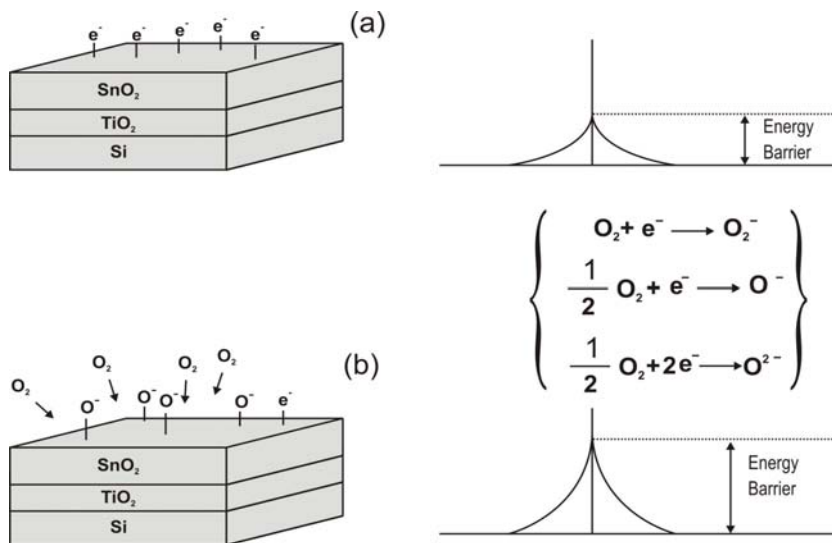 (a)
e⁻ e⁻ e⁻ e⁻ e⁻
SnO₂
TiO₂
Si
Energy
Barrier
O₂+ e⁻ → O₂⁻
1/2 O₂+ e⁻ → O⁻
1/2 O₂+2e⁻ → O²⁻
(b)
O₂ O₂ O₂ O₂
O⁻ O⁻ O⁻ O⁻ e⁻
SnO₂
TiO₂
Si
Energy
Barrier